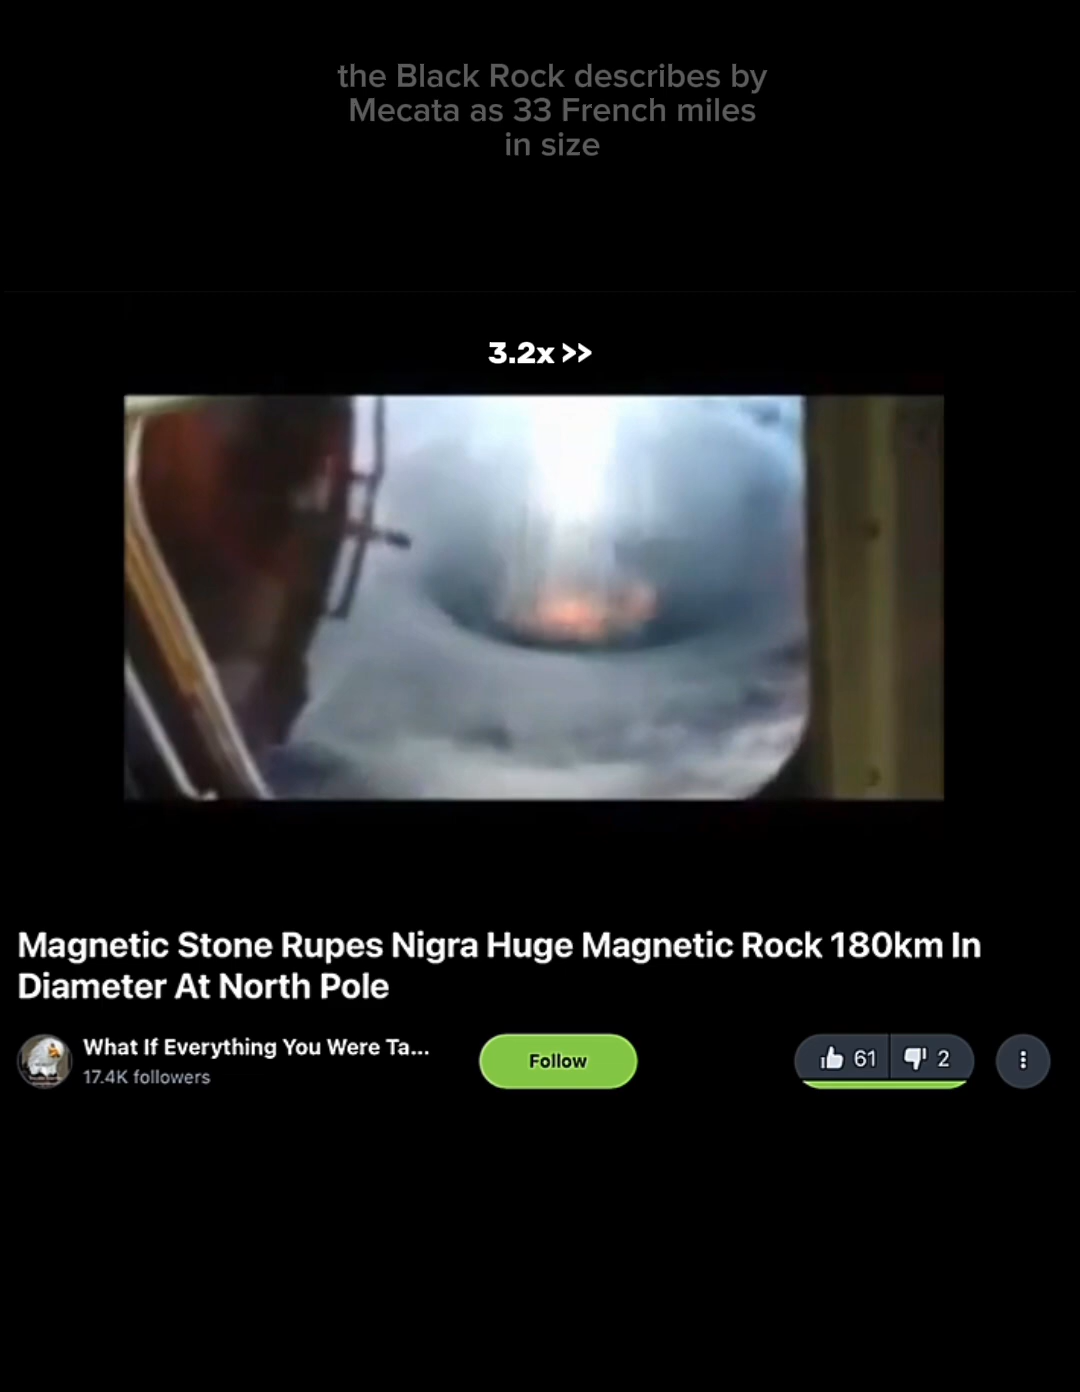 the Black Rock describes by
Mecata as 33 French miles
in size
3.2x >>
Magnetic Stone Rupes Nigra Huge Magnetic Rock 180km In
Diameter At North Pole
What If Everything You Were Ta...
17.4K followers
Follow
61
2